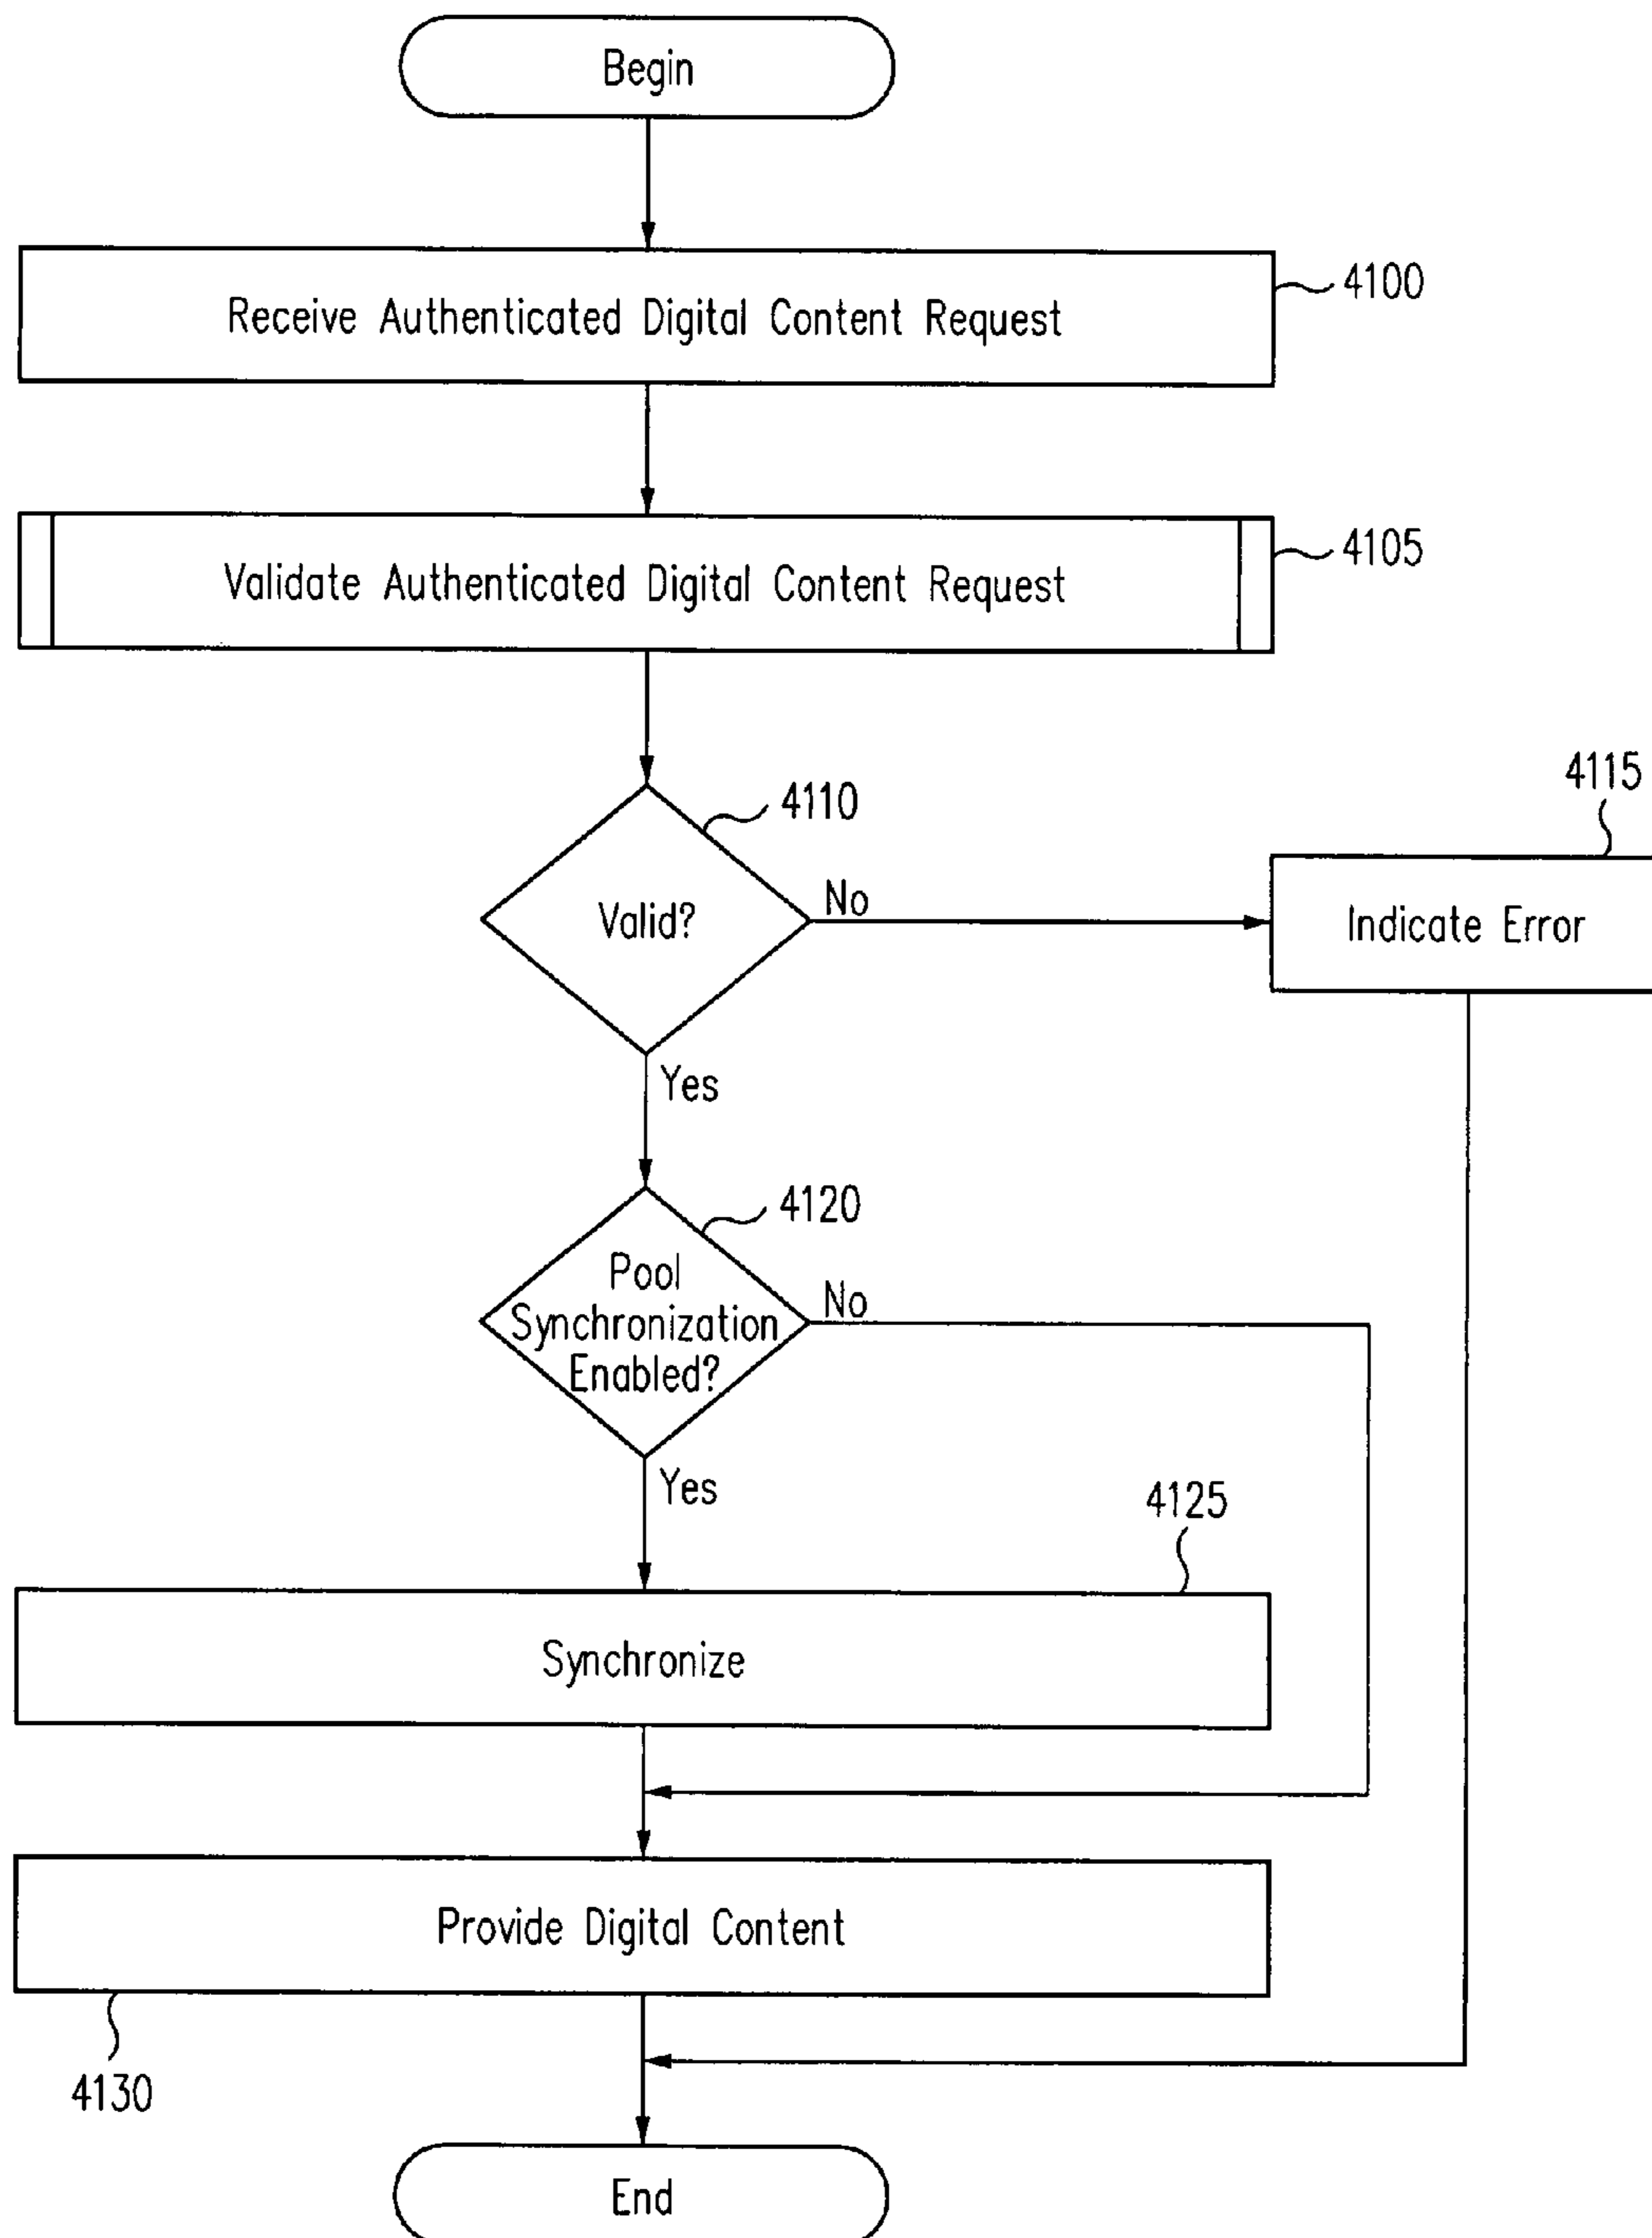 Begin
Receive Authenticated Digital Content Request
4100
Validate Authenticated Digital Content Request
4105
4110
Valid?
No
4115
Indicate Error
Yes
4120
Pool
Synchronization
Enabled?
No
Yes
4125
Synchronize
Provide Digital Content
4130
End